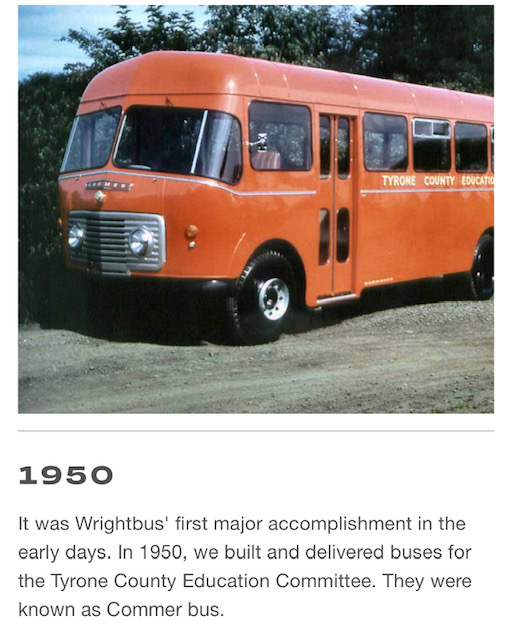 COMMER
TYRONE COUNTY EDUCATIO
1950
It was Wrightbus' first major accomplishment in the
early days. In 1950, we built and delivered buses for
the Tyrone County Education Committee. They were
known as Commer bus.